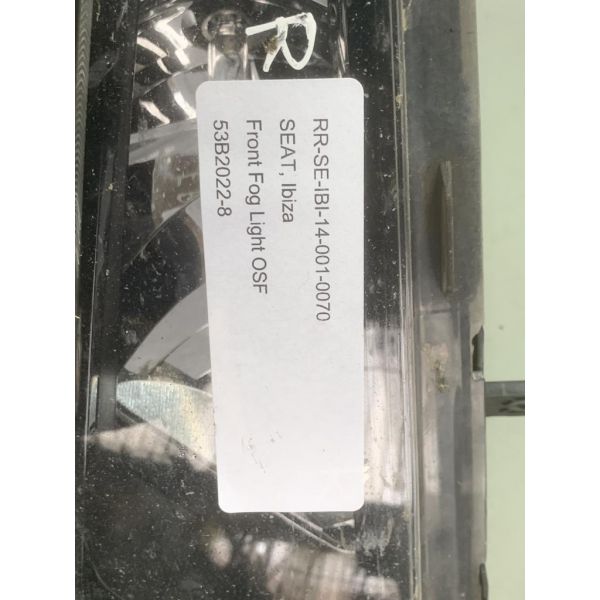 R
RR-SE-IBI-14-001-0070
SEAT, Ibiza
Front Fog Light OSF
53B2022-8